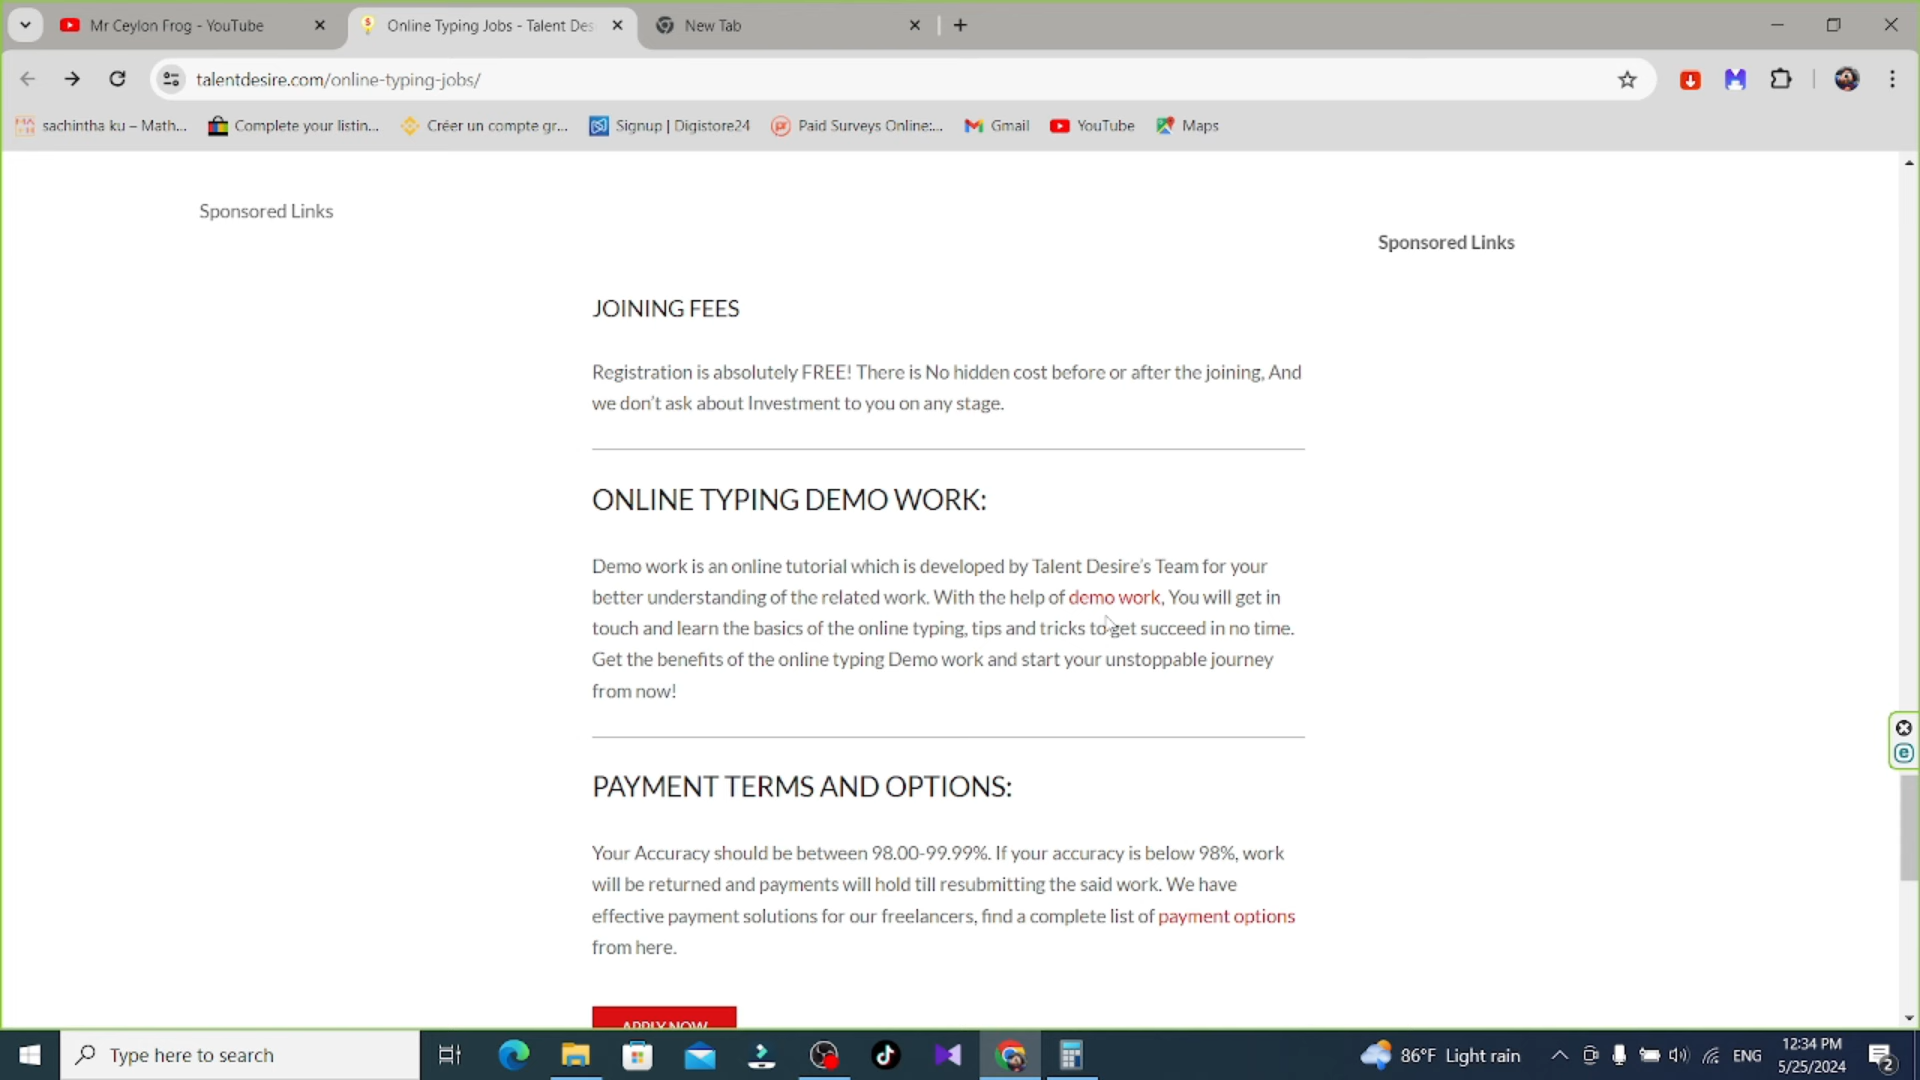 Mr Ceylon Frog - YouTube
Online Typing Jobs - Talent Des
New Tab
talentdesire.com/online-typing-jobs/
sachintha ku – Math...
Complete your listin...
Créer un compte gr...
Signup | Digistore24
Paid Surveys Online:...
Gmail
YouTube
Maps
Sponsored Links
Sponsored Links
JOINING FEES
Registration is absolutely FREE! There is No hidden cost before or after the joining, And
we don't ask about Investment to you on any stage.
ONLINE TYPING DEMO WORK:
Demo work is an online tutorial which is developed by Talent Desire's Team for your
better understanding of the related work. With the help of demo work, You will get in
touch and learn the basics of the online typing, tips and tricks to get succeed in no time.
Get the benefits of the online typing Demo work and start your unstoppable journey
from now!
PAYMENT TERMS AND OPTIONS:
Your Accuracy should be between 98.00-99.99%. If your accuracy is below 98%, work
will be returned and payments will hold till resubmitting the said work. We have
effective payment solutions for our freelancers, find a complete list of payment options
from here.
APPLY NOW
Type here to search
86°F Light rain
ENG
12:34 PM
5/25/2024
2